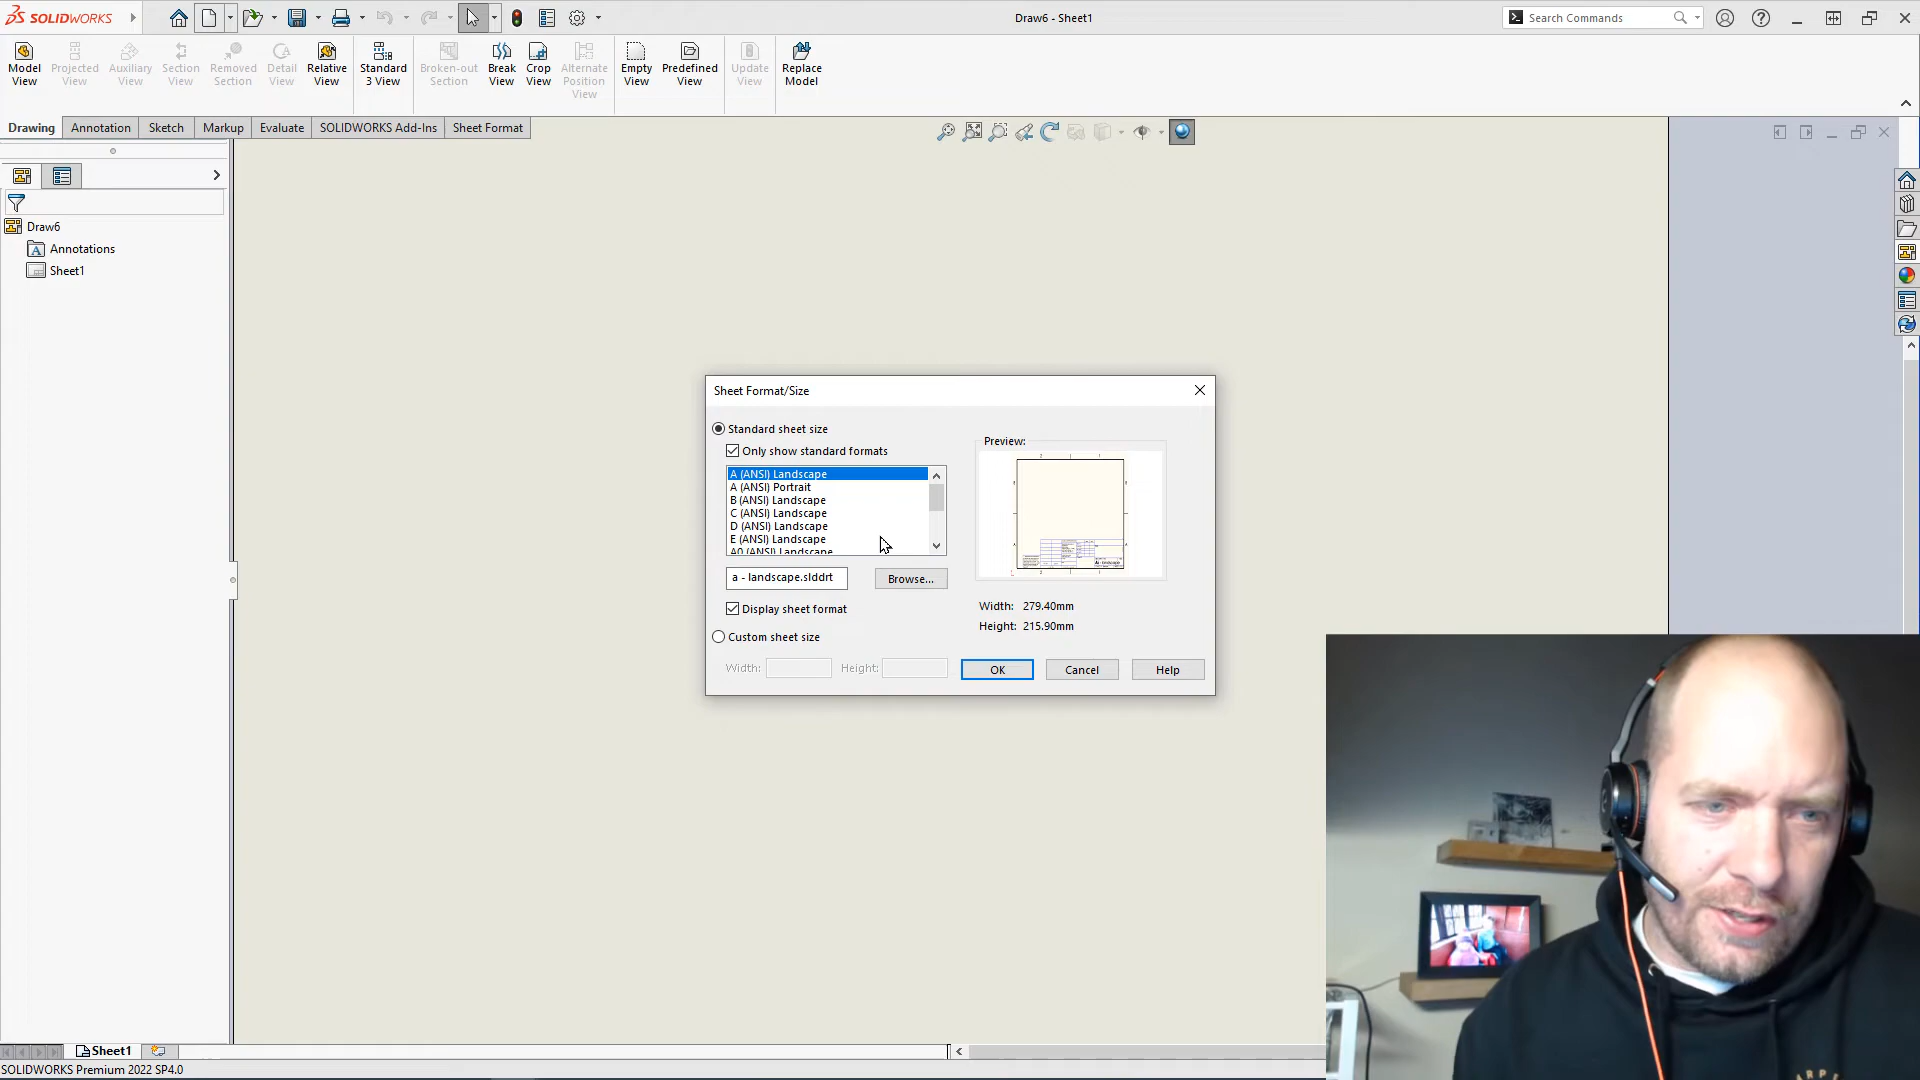 SOLIDWORKS
Draw6 - Sheet1
Search Commands
Model View
Projected View
Auxiliary View
Section View
Removed Section
Detail View
Relative View
Standard 3 View
Broken-out Section
Break View
Crop View
Alternate Position View
Empty View
Predefined View
Update View
Replace Model
Drawing
Annotation
Sketch
Markup
Evaluate
SOLIDWORKS Add-Ins
Sheet Format
Draw6
A Annotations
Sheet1
Sheet Format/Size
Standard sheet size
Only show standard formats
A (ANSI) Landscape
A (ANSI) Portrait
B (ANSI) Landscape
C (ANSI) Landscape
D (ANSI) Landscape
E (ANSI) Landscape
A0 (ANSI) Landscape
a - landscape.slddrt
Browse...
Display sheet format
Custom sheet size
Width:
Height:
Preview:
Width: 279.40mm
Height: 215.90mm
OK
Cancel
Help
Sheet1
SOLIDWORKS Premium 2022 SP4.0